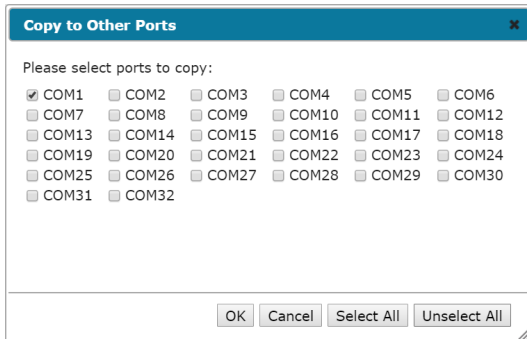 Copy to Other Ports
Please select ports to copy:
COM1 COM2 COM3 COM4 COM5 COM6
COM7 COM8 COM9 COM10 COM11 COM12
COM13 COM14 COM15 COM16 COM17 COM18
COM19 COM20 COM21 COM22 COM23 COM24
COM25 COM26 COM27 COM28 COM29 COM30
COM31 COM32
OK Cancel Select All Unselect All